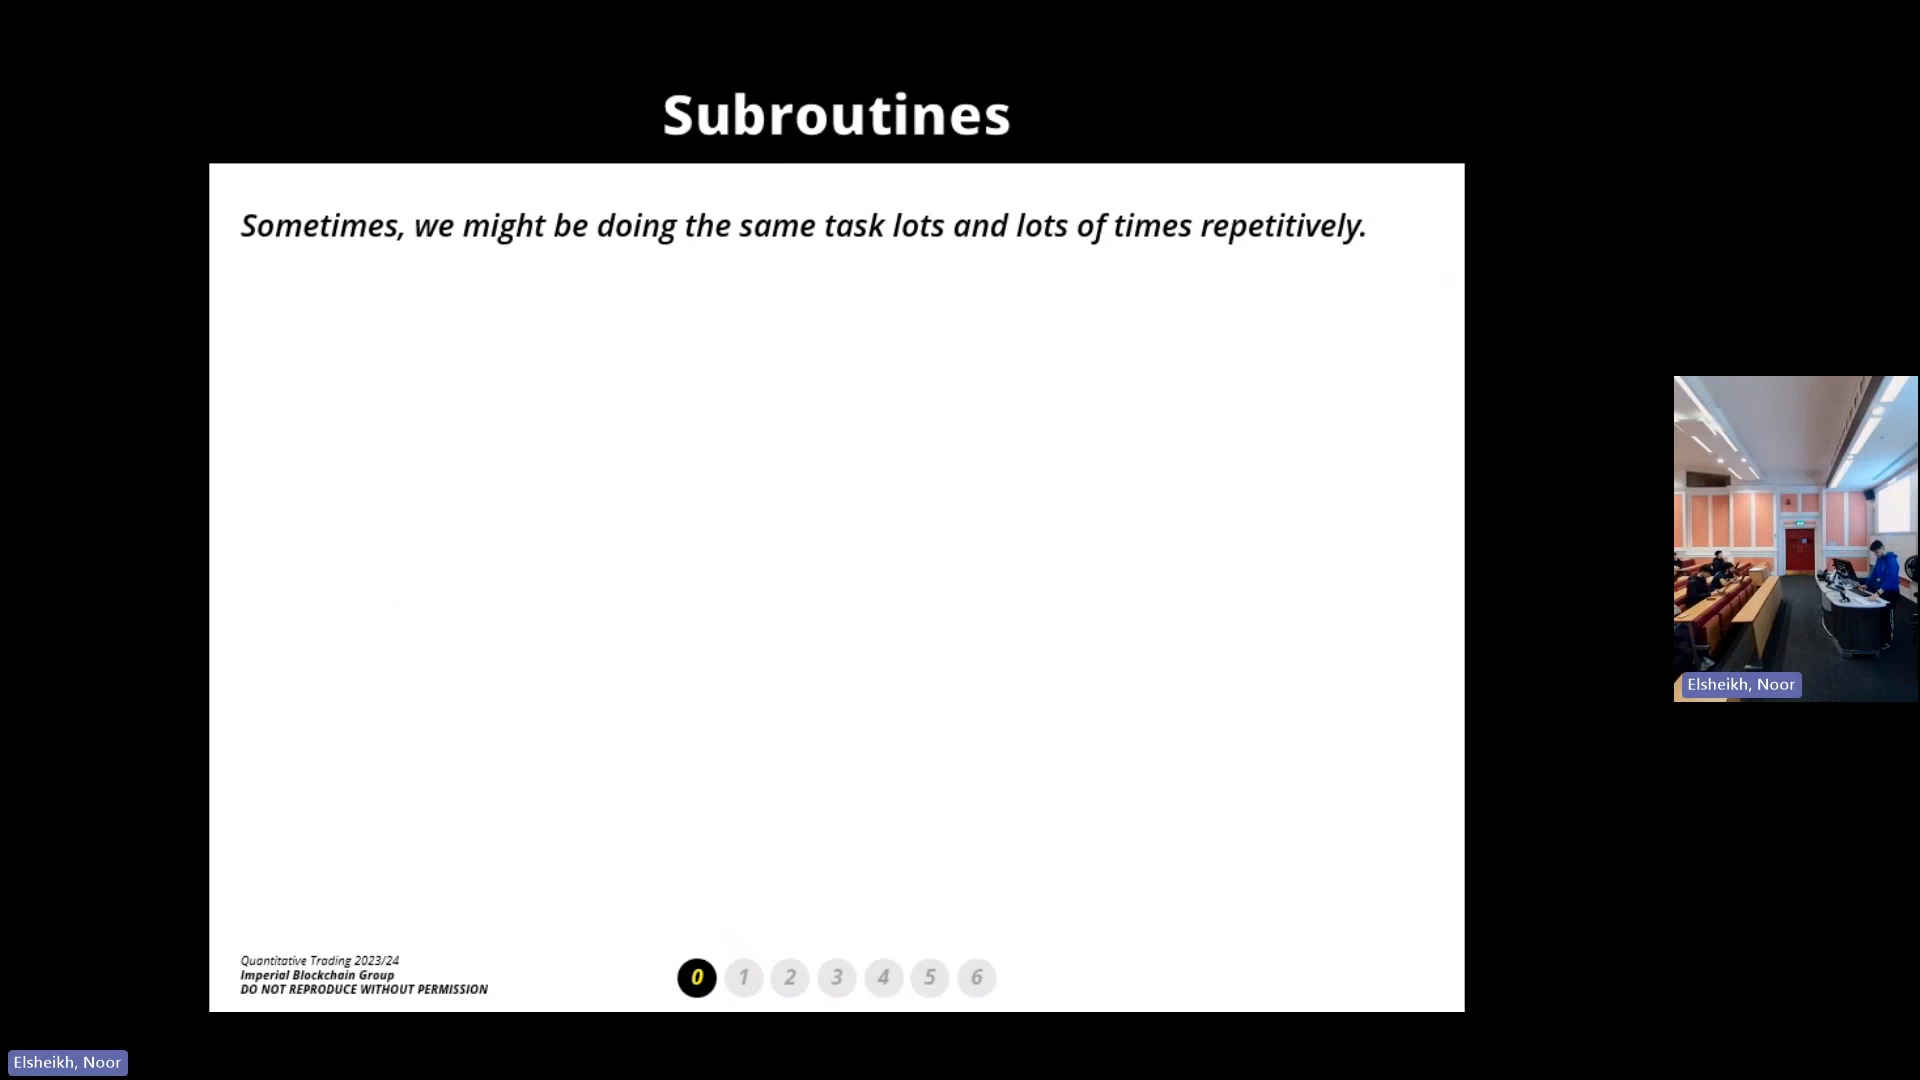 Subroutines
Sometimes, we might be doing the same task lots and lots of times repetitively.
Quantitative Trading 2023/24
Imperial Blockchain Group
DO NOT REPRODUCE WITHOUT PERMISSION
0 1 2 3 4 5 6
Elsheikh, Noor
Elsheikh, Noor